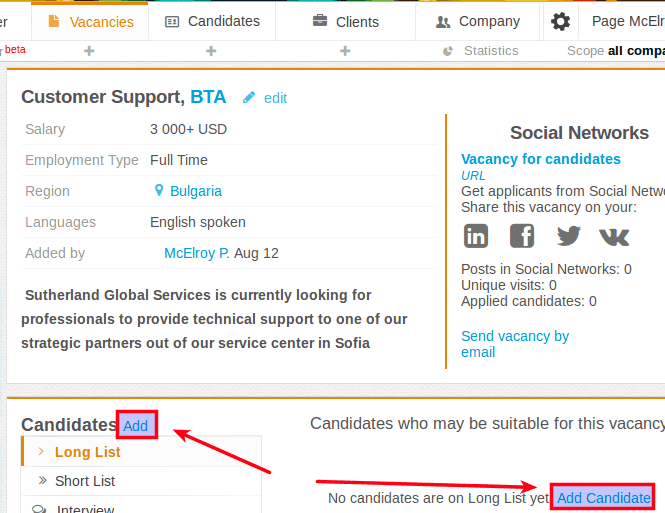 Vacancies Candidates Clients Company Page McElr
beta + + + Statistics Scope all compa
Customer Support, BTA edit
Salary 3 000+ USD
Employment Type Full Time
Region Bulgaria
Languages English spoken
Added by McElroy P. Aug 12
Sutherland Global Services is currently looking for
professionals to provide technical support to one of our
strategic partners out of our service center in Sofia
Social Networks
Vacancy for candidates
URL
Get applicants from Social Netwo
Share this vacancy on your:
Posts in Social Networks: 0
Unique visits: 0
Applied candidates: 0
Send vacancy by
email
Candidates Add
Long List
Short List
Interview
Candidates who may be suitable for this vacancy
No candidates are on Long List yet Add Candidate